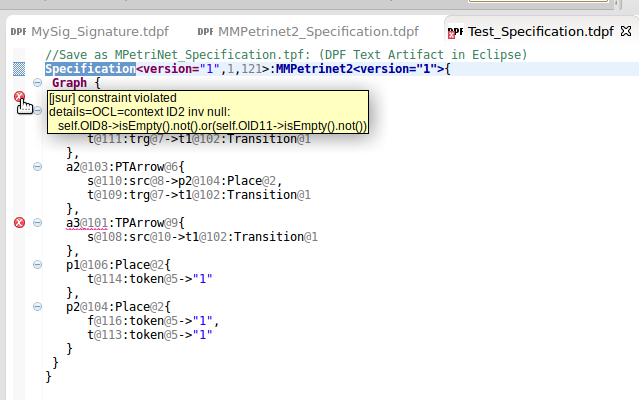 DPF MySig_Signature.tdpf DPF MMPetrinet2_Specification.tdpf DPF Test_Specification.tdpf
//Save as MPetriNet_Specification.tpf: (DPF Text Artifact in Eclipse)
Specification<version="1",1,121>:MMPetrinet2<version="1">{
Graph {
[jsur] constraint violated
details=OCL=context ID2 inv null:
self.OID8->isEmpty().not().or(self.OID11->isEmpty().not())
t@111:trg@7->t1@102:Transition@1
},
a2@103:PTArrow@6{
s@110:src@8->p2@104:Place@2,
t@109:trg@7->t1@102:Transition@1
},
a3@101:TPArrow@9{
s@108:src@10->t1@102:Transition@1
},
p1@106:Place@2{
t@114:token@5->"1"
},
p2@104:Place@2{
f@116:token@5->"1",
t@113:token@5->"1"
}
}
}